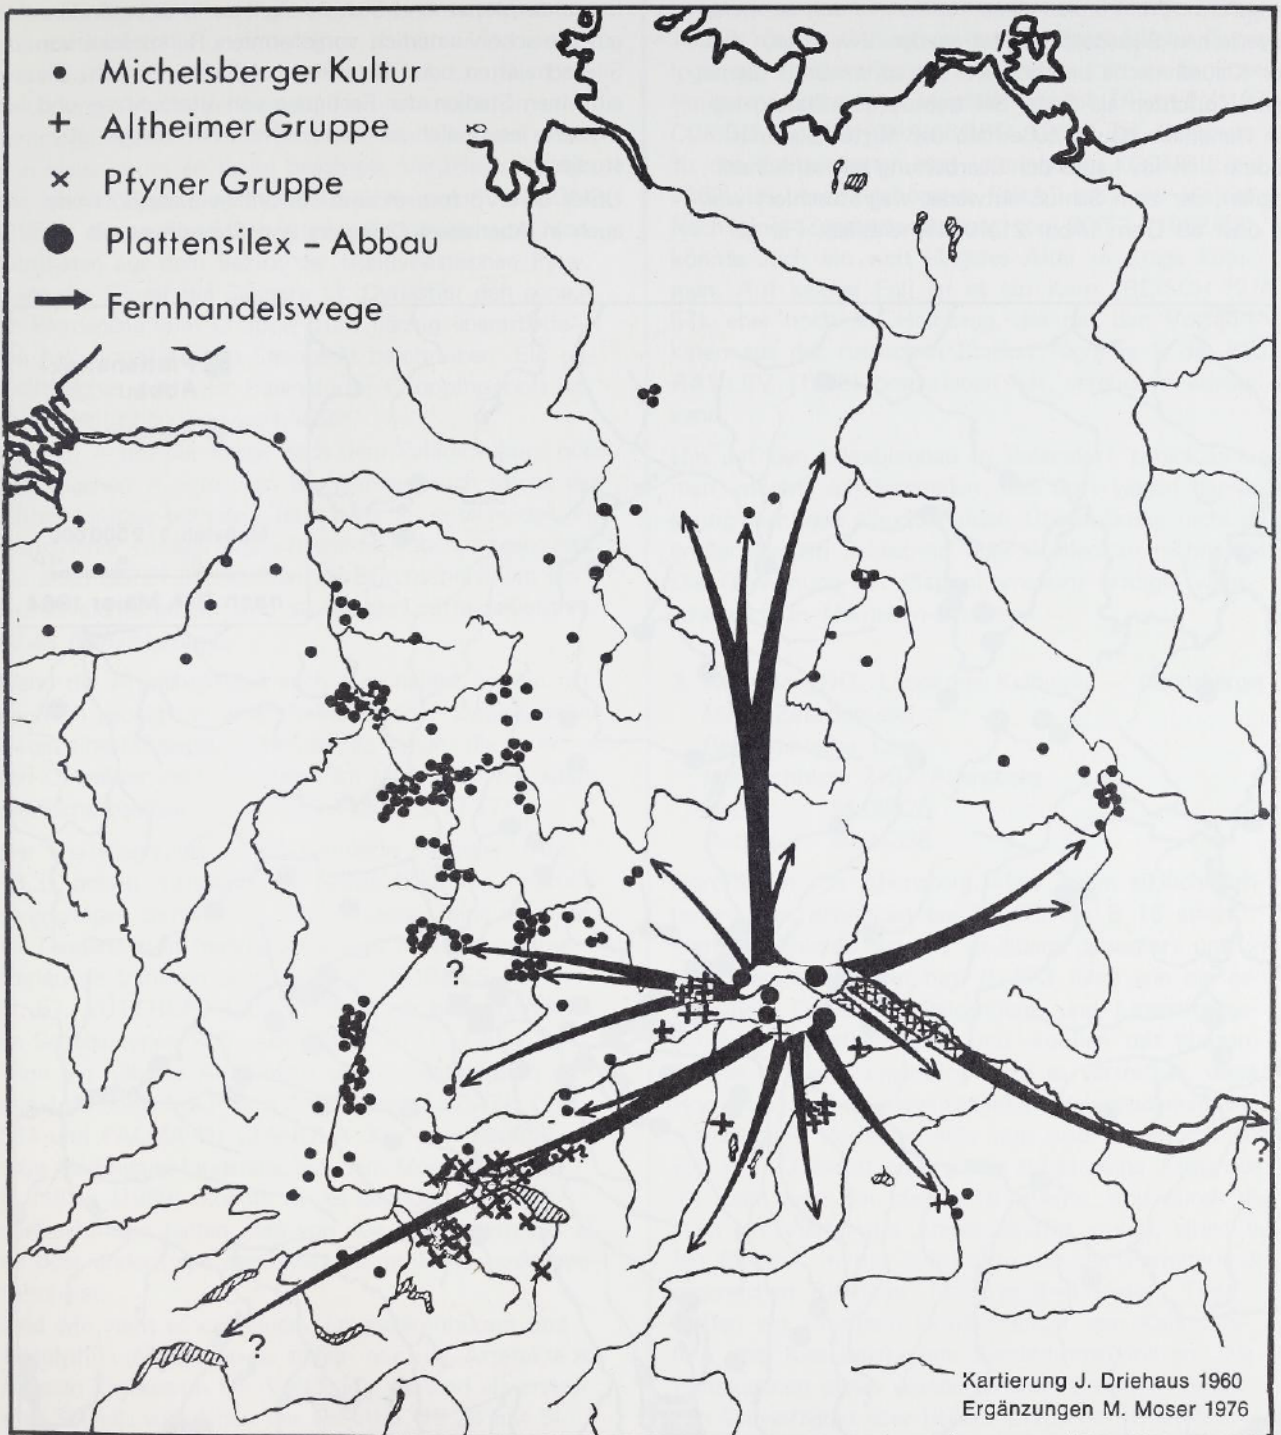 Michelsberger Kultur
Altheimer Gruppe
Pfyner Gruppe
Plattensilex – Abbau
Fernhandelswege
?
?
?
?
Kartierung J. Driehaus 1960
Ergänzungen M. Moser 1976